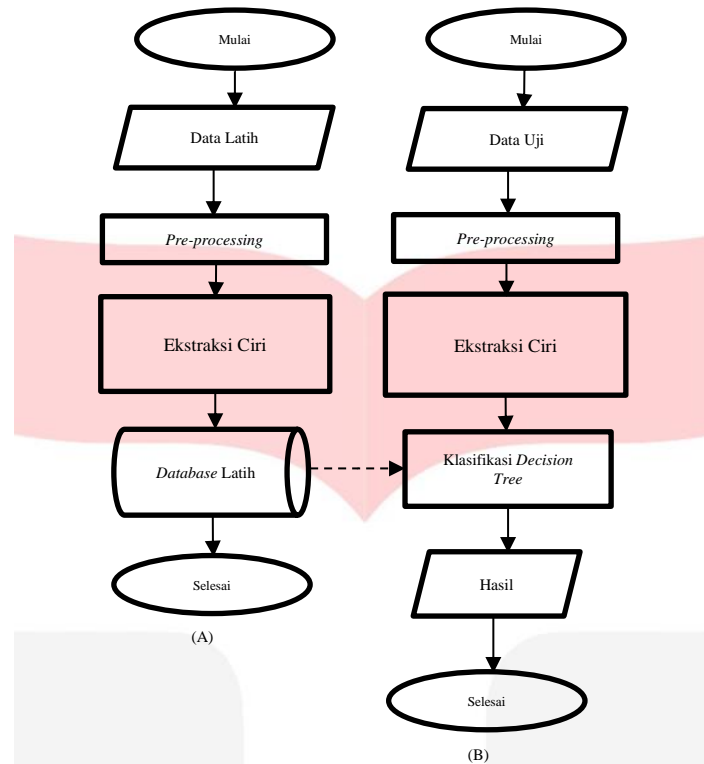 Mulai
Data Latih
Pre-processing
Ekstraksi Ciri
Database Latih
Selesai
(A)
Mulai
Data Uji
Pre-processing
Ekstraksi Ciri
Klasifikasi Decision
Tree
Hasil
Selesai
(B)